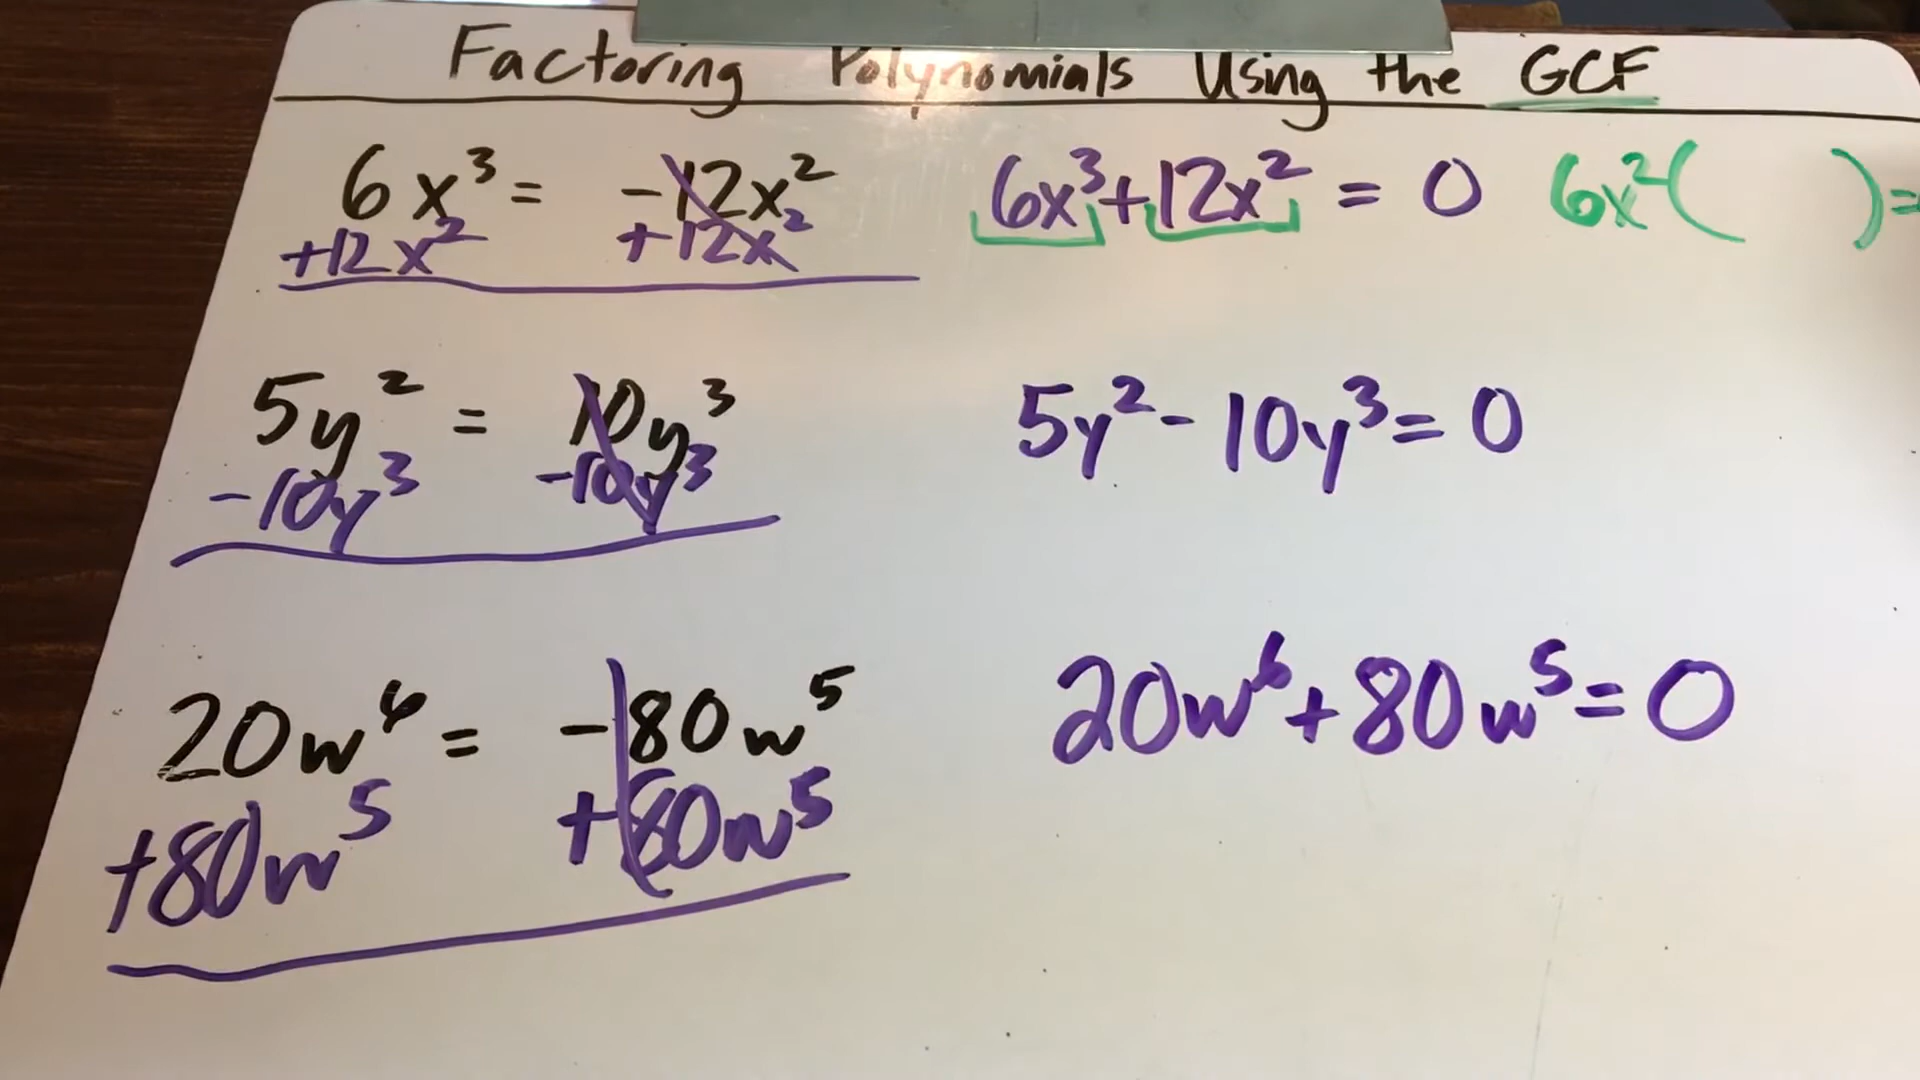 Factoring Polynomials Using the GCF
6x³ = -12x² 6x³+12x² = 0 6x²( )=
+12x² +12x²
5y² = 10y³ 5y² - 10y³ = 0
-10y³ -10y³
20w⁶ = -80w⁵ 20w⁶ + 80w⁵ = 0
+80w⁵ +80w⁵